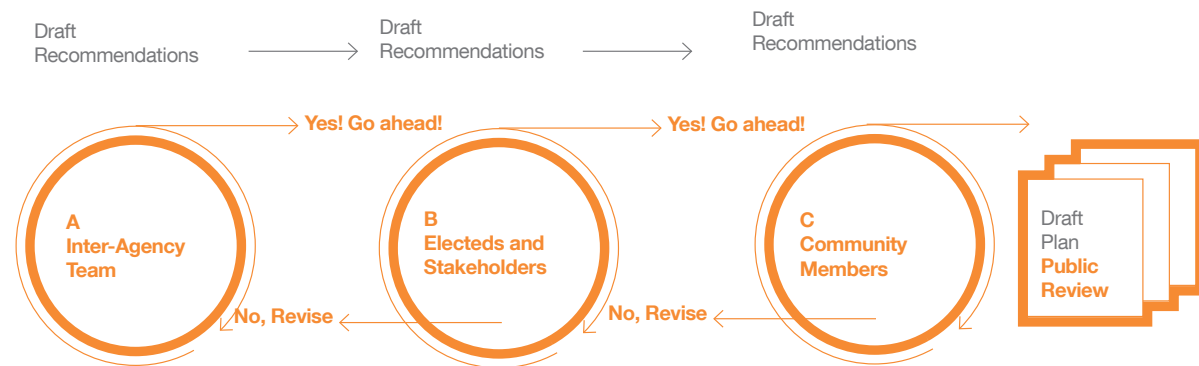 Draft
Recommendations
Draft
Recommendations
Draft
Recommendations
Yes! Go ahead!
Yes! Go ahead!
A
Inter-Agency
Team
B
Electeds and
Stakeholders
C
Community
Members
Draft
Plan
Public
Review
No, Revise
No, Revise